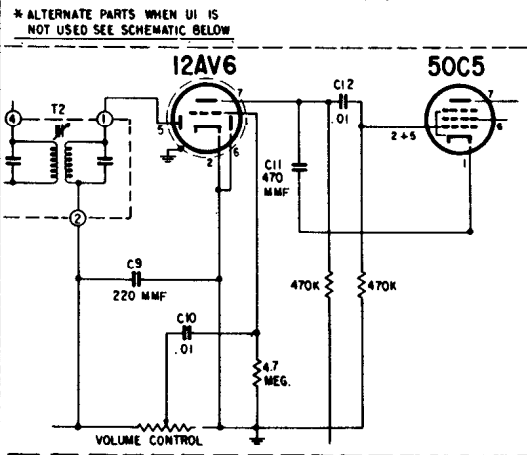 * ALTERNATE PARTS WHEN U1 IS
NOT USED SEE SCHEMATIC BELOW
12AV6
50C5
T2
4
1
5
7
2
6
C12
.01
C11
470
MMF
2+5
7
6
1
2
C9
220 MMF
470K
470K
C10
.01
4.7
MEG.
VOLUME CONTROL